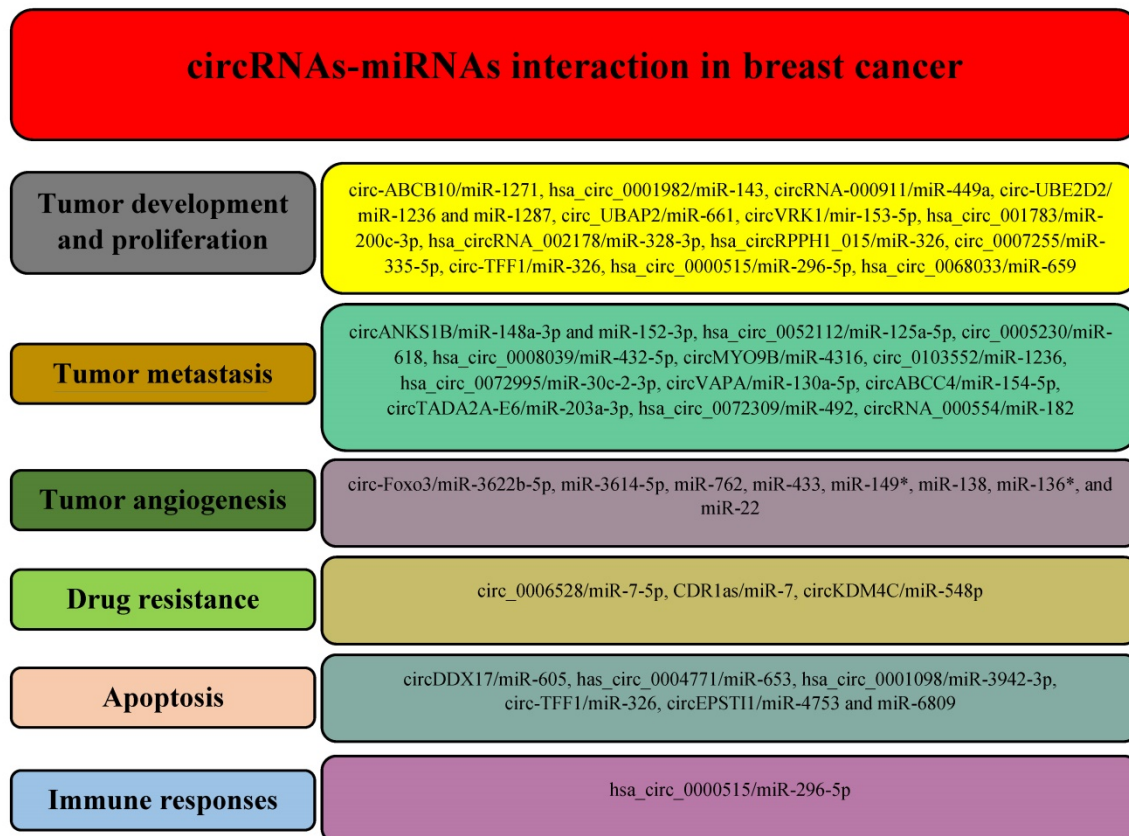 circRNAs-miRNAs interaction in breast cancer
Tumor development
and proliferation
circ-ABCB10/miR-1271, hsa_circ_0001982/miR-143, circRNA-000911/miR-449a, circ-UBE2D2/
miR-1236 and miR-1287, circ_UBAP2/miR-661, circVRK1/mir-153-5p, hsa_circ_001783/miR-
200c-3p, hsa_circRNA_002178/miR-328-3p, hsa_circRPPH1_015/miR-326, circ_0007255/miR-
335-5p, circ-TFF1/miR-326, hsa_circ_0000515/miR-296-5p, hsa_circ_0068033/miR-659
Tumor metastasis
circANKS1B/miR-148a-3p and miR-152-3p, hsa_circ_0052112/miR-125a-5p, circ_0005230/miR-
618, hsa_circ_0008039/miR-432-5p, circMYO9B/miR-4316, circ_0103552/miR-1236,
hsa_circ_0072995/miR-30c-2-3p, circVAPA/miR-130a-5p, circABCC4/miR-154-5p,
circTADA2A-E6/miR-203a-3p, hsa_circ_0072309/miR-492, circRNA_000554/miR-182
Tumor angiogenesis
circ-Foxo3/miR-3622b-5p, miR-3614-5p, miR-762, miR-433, miR-149*, miR-138, miR-136*, and
miR-22
Drug resistance
circ_0006528/miR-7-5p, CDR1as/miR-7, circKDM4C/miR-548p
Apoptosis
circDDX17/miR-605, has_circ_0004771/miR-653, hsa_circ_0001098/miR-3942-3p,
circ-TFF1/miR-326, circEPSTI1/miR-4753 and miR-6809
Immune responses
hsa_circ_0000515/miR-296-5p